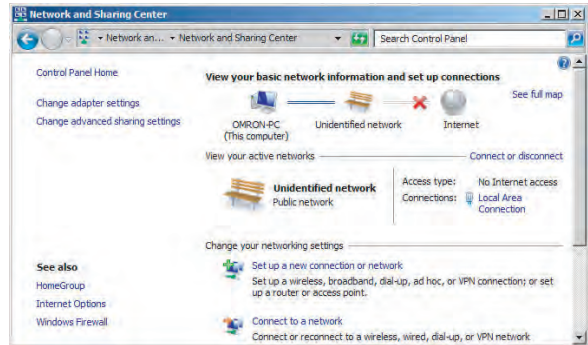 Network and Sharing Center
Network an... Network and Sharing Center
Search Control Panel
Control Panel Home
Change adapter settings
Change advanced sharing settings
See also
HomeGroup
Internet Options
Windows Firewall
View your basic network information and set up connections
See full map
OMRON-PC
(This computer)
Unidentified network
Internet
View your active networks
Connect or disconnect
Unidentified network
Public network
Access type: No Internet access
Connections: Local Area
Connection
Change your networking settings
Set up a new connection or network
Set up a wireless, broadband, dial-up, ad hoc, or VPN connection; or set
up a router or access point.
Connect to a network
Connect or reconnect to a wireless, wired, dial-up, or VPN network